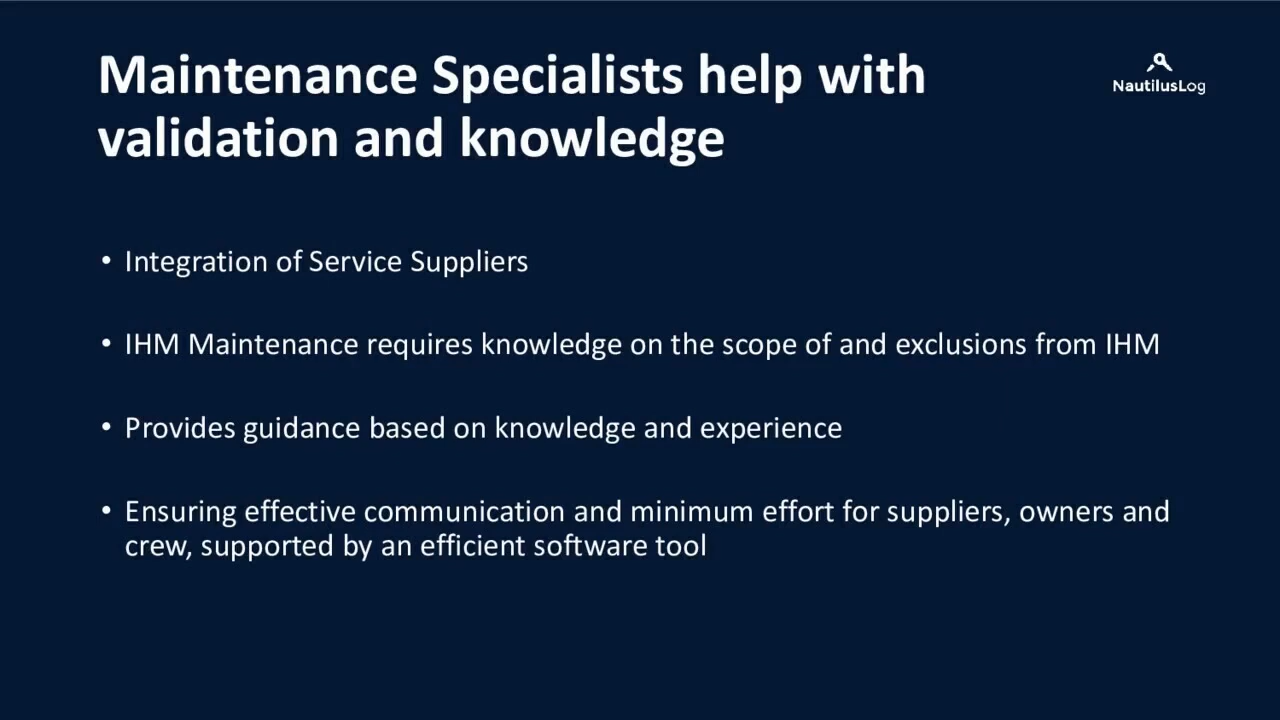 Maintenance Specialists help with
validation and knowledge
NautilusLog
• Integration of Service Suppliers
• IHM Maintenance requires knowledge on the scope of and exclusions from IHM
• Provides guidance based on knowledge and experience
• Ensuring effective communication and minimum effort for suppliers, owners and
crew, supported by an efficient software tool